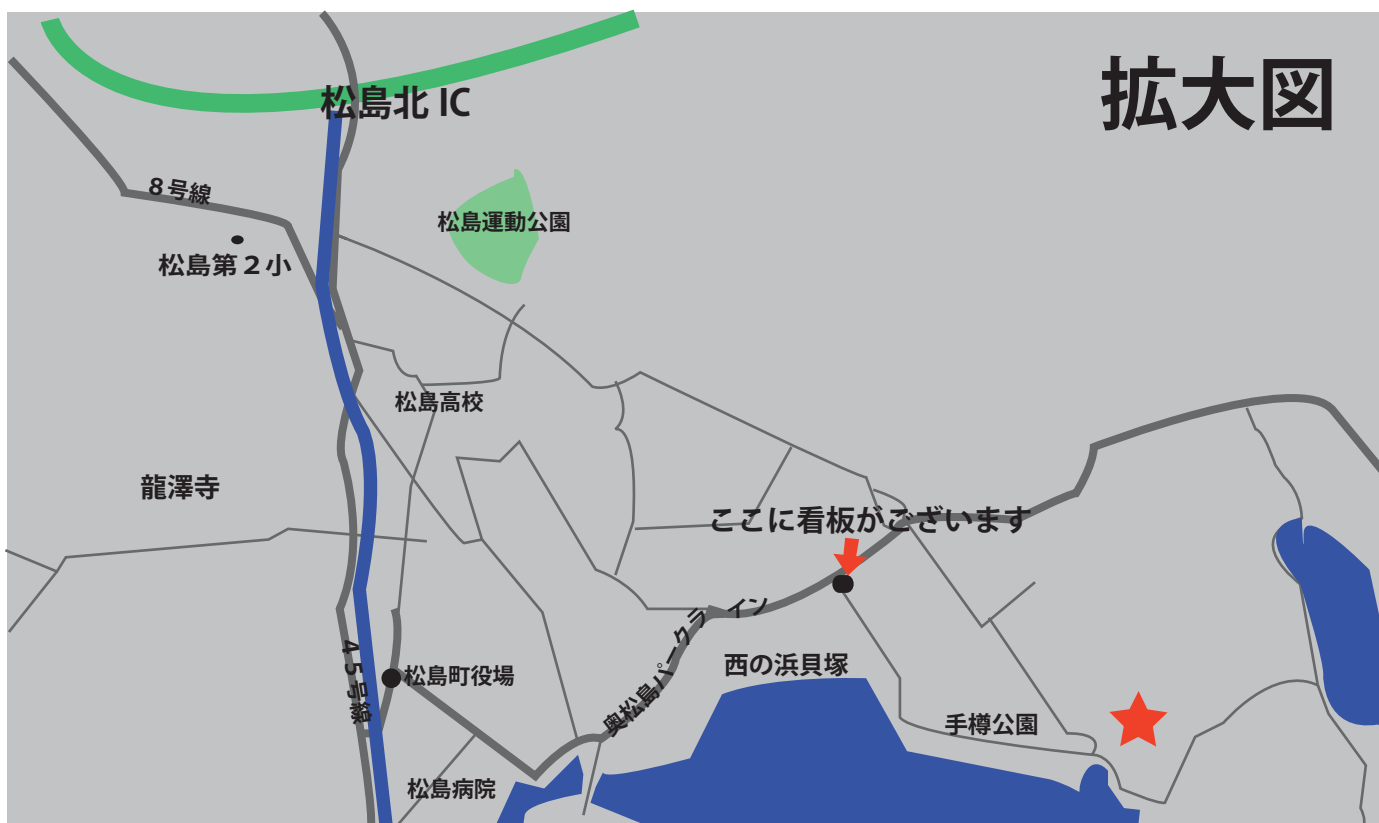 拡大図
松島北 IC
8号線
松島運動公園
松島第２小
松島高校
龍澤寺
ここに看板がございます
奥松島パークライン
45号線
松島町役場
西の浜貝塚
手樽公園
松島病院